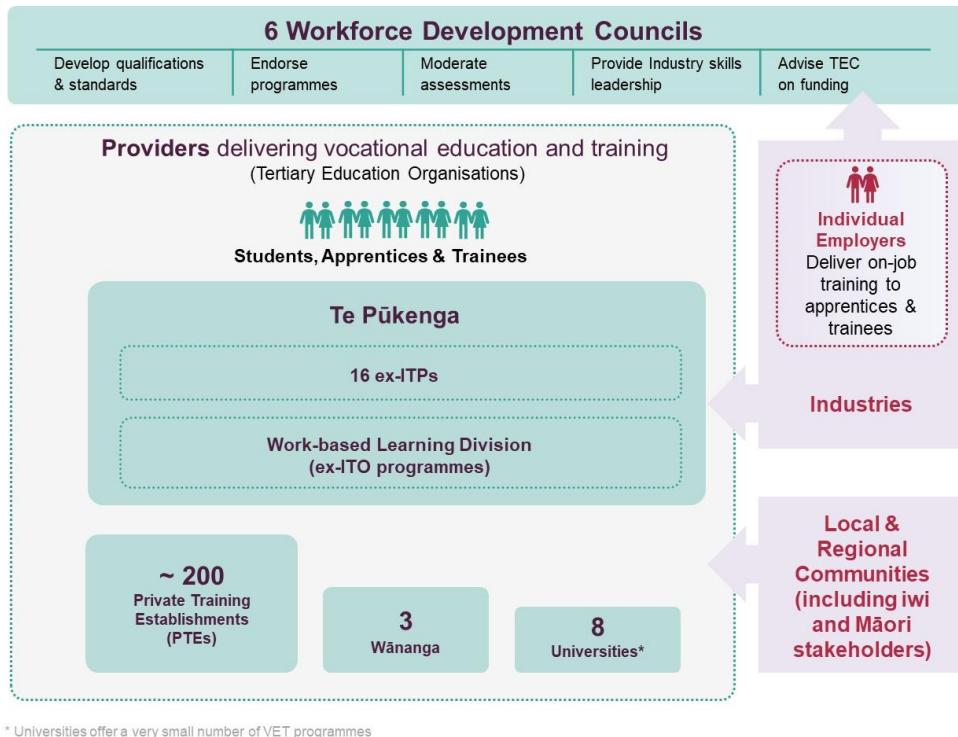 6 Workforce Development Councils
Develop qualifications
& standards
Endorse
programmes
Moderate
assessments
Provide Industry skills
leadership
Advise TEC
on funding
Providers delivering vocational education and training
(Tertiary Education Organisations)
Students, Apprentices & Trainees
Te Pūkenga
16 ex-ITPs
Work-based Learning Division
(ex-ITO programmes)
~ 200
Private Training
Establishments
(PTEs)
3
Wānanga
8
Universities*
Individual
Employers
Deliver on-job
training to
apprentices &
trainees
Industries
Local &
Regional
Communities
(including iwi
and Māori
stakeholders)
* Universities offer a very small number of VET programmes